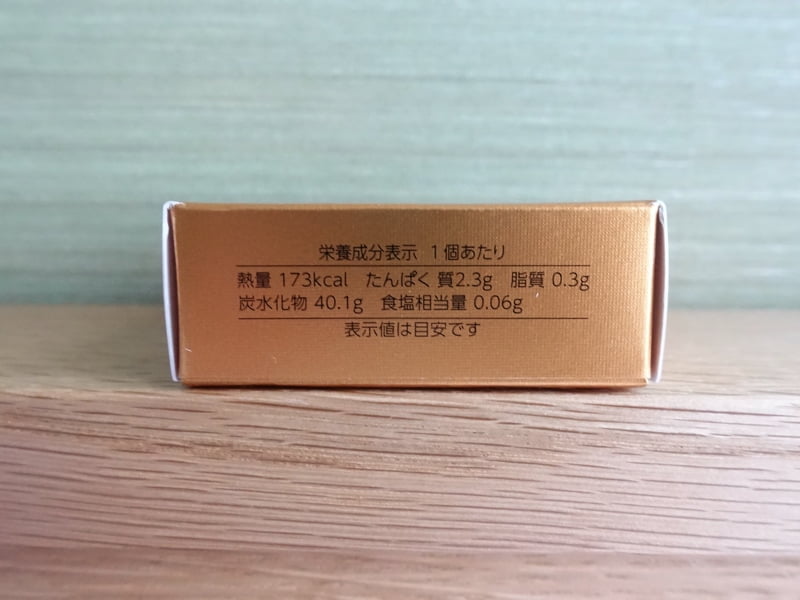 栄養成分表示 1個あたり
熱量 173kcal たんぱく 質2.3g 脂質 0.3g
炭水化物 40.1g 食塩相当量 0.06g
表示値は目安です